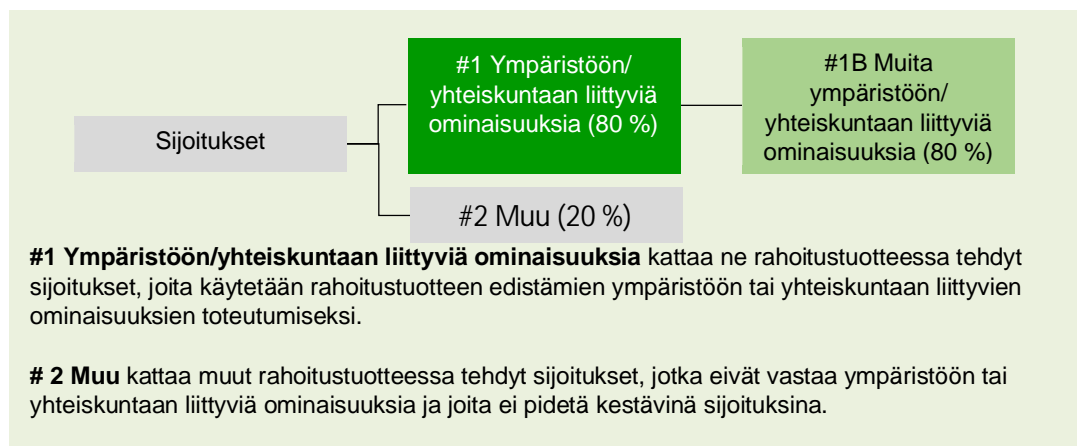 Sijoitukset
#1 Ympäristöön/
yhteiskuntaan liittyviä
ominaisuuksia (80 %)
#1B Muita
ympäristöön/
yhteiskuntaan liittyviä
ominaisuuksia (80 %)
#2 Muu (20 %)
#1 Ympäristöön/yhteiskuntaan liittyviä ominaisuuksia kattaa ne rahoitustuotteessa tehdyt
sijoitukset, joita käytetään rahoitustuotteen edistämien ympäristöön tai yhteiskuntaan liittyvien
ominaisuuksien toteutumiseksi.
# 2 Muu kattaa muut rahoitustuotteessa tehdyt sijoitukset, jotka eivät vastaa ympäristöön tai
yhteiskuntaan liittyviä ominaisuuksia ja joita ei pidetä kestävinä sijoituksina.